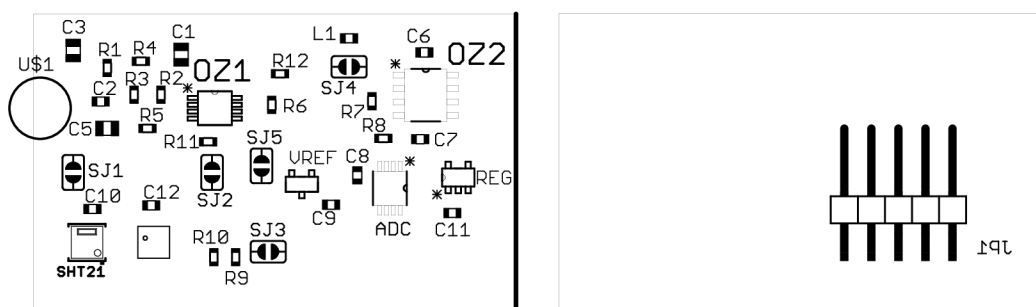 C3
C1
L1
C6
OZ2
U$1
R1
R4
OZ1
R12
SJ4
R3
R2
C2
R6
R7
C5
R5
R11
SJ5
R8
C7
SJ1
VREF
C8
REG
C10
C12
SJ2
C9
ADC
C11
R10
SJ3
SHT21
R9
JP1